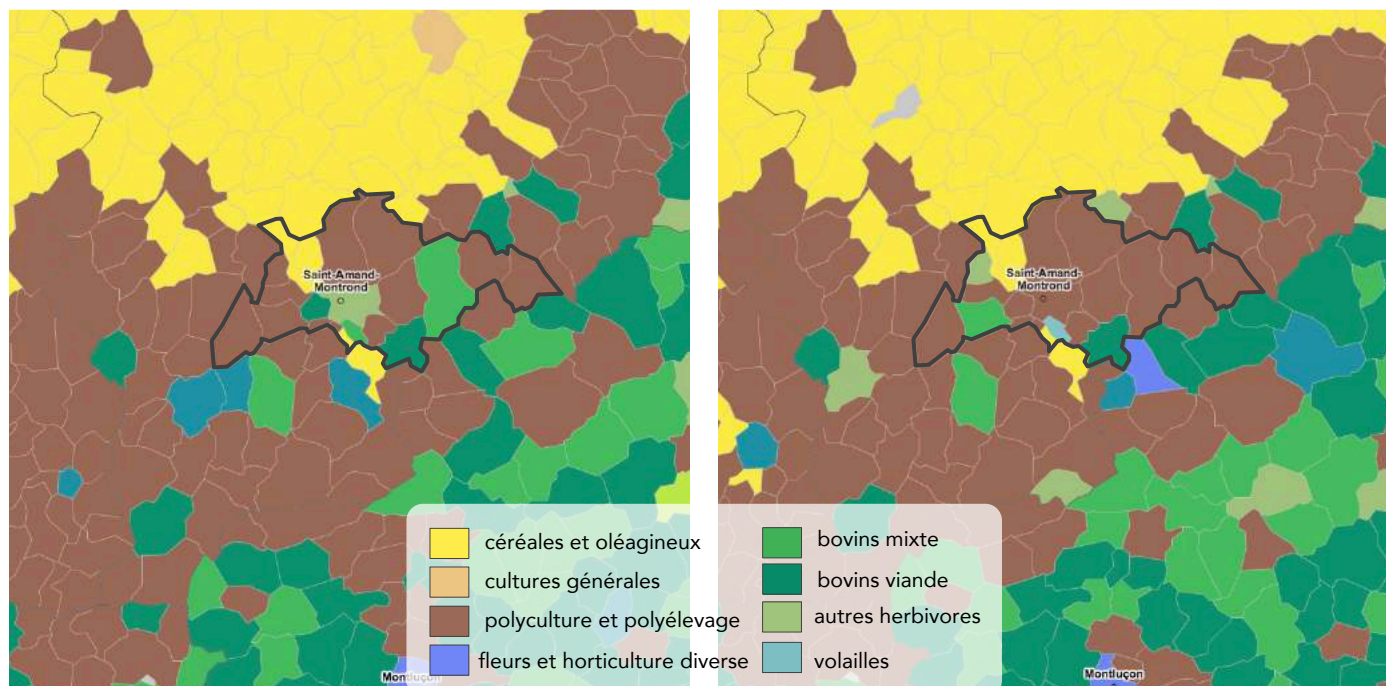 Saint-Amand-
Montrond
Saint-Amand-
Montrond
céréales et oléagineux
cultures générales
polyculture et polyélevage
fleurs et horticulture diverse
bovins mixte
bovins viande
autres herbivores
volailles
Montluçon
Montluçon